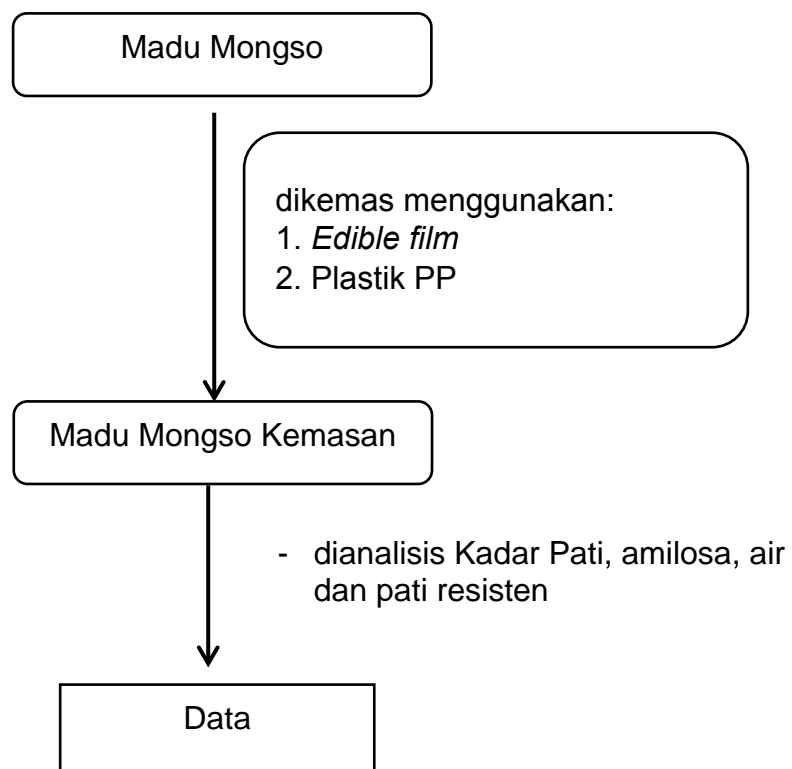 Madu Mongso
dikemas menggunakan:
1. Edible film
2. Plastik PP
Madu Mongso Kemasan
- dianalisis Kadar Pati, amilosa, air
dan pati resisten
Data